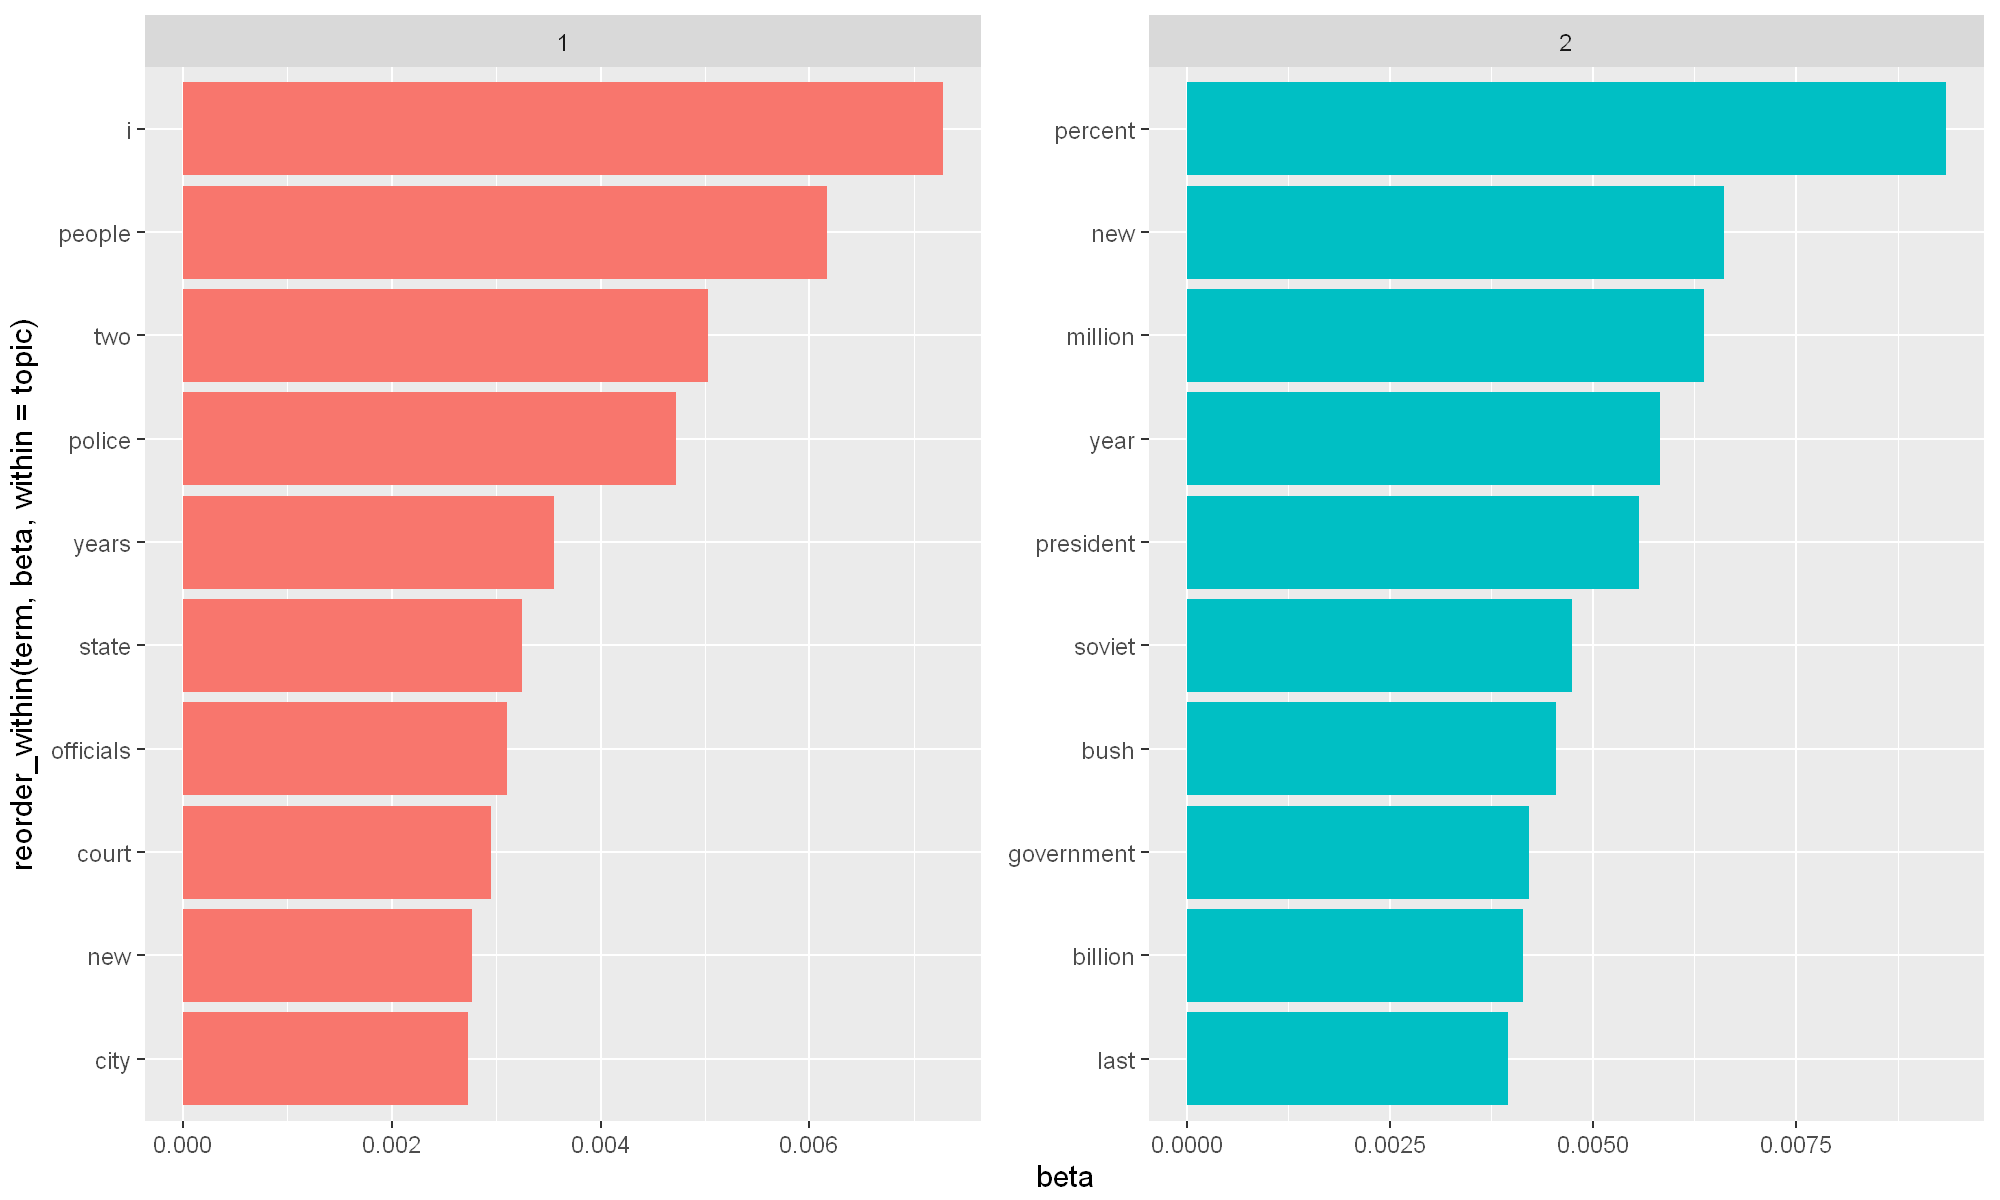 1
i
people
two
police
years
state
officials
court
new
city
0.000 0.002 0.004 0.006
2
percent
new
million
year
president
soviet
bush
government
billion
last
0.0000 0.0025 0.0050 0.0075
beta
reorder_within(term, beta, within = topic)